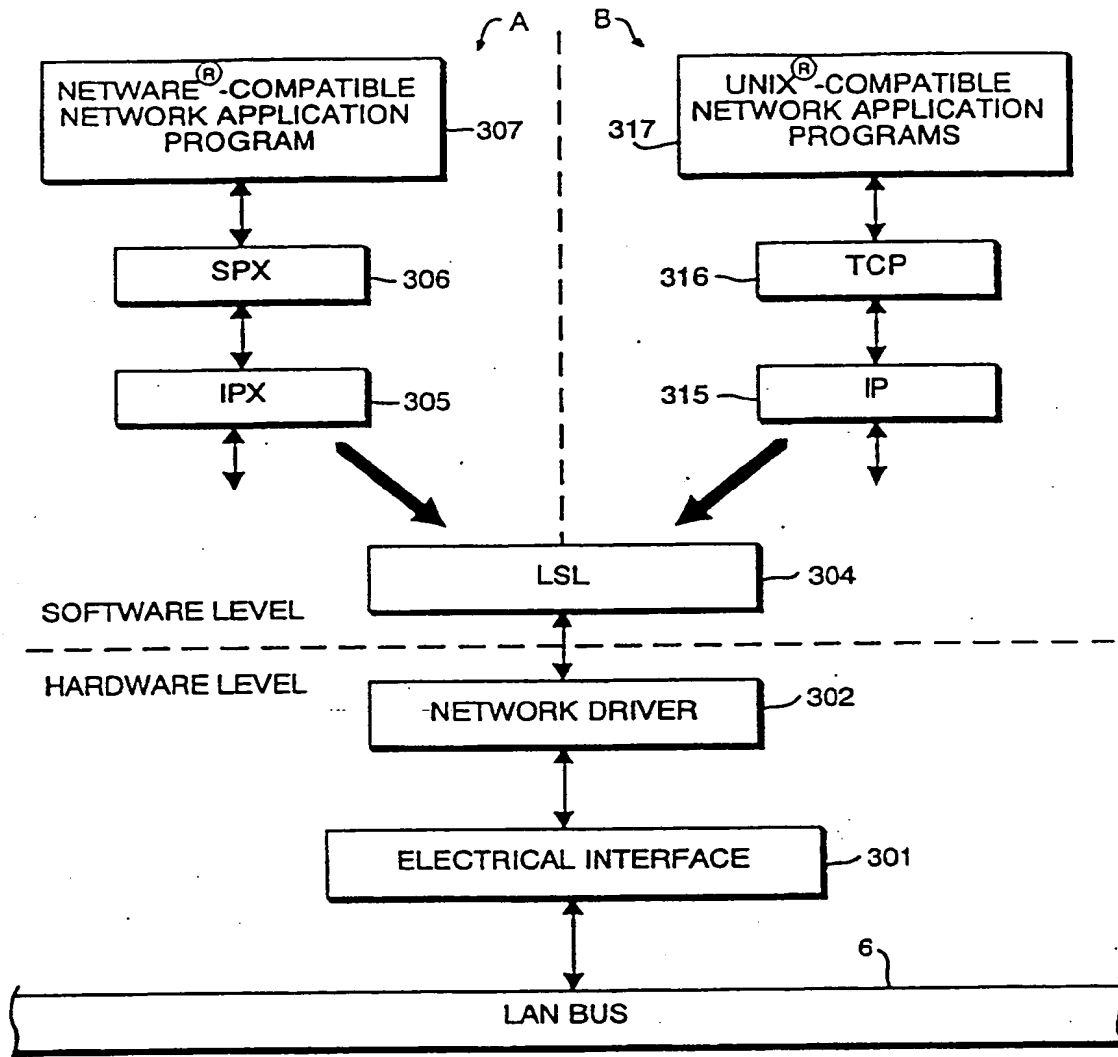 A
B
NETWARE®-COMPATIBLE
NETWORK APPLICATION
PROGRAM
307
UNIX®-COMPATIBLE
NETWORK APPLICATION
PROGRAMS
317
SPX
306
TCP
316
IPX
305
IP
315
LSL
304
SOFTWARE LEVEL
HARDWARE LEVEL
NETWORK DRIVER
302
ELECTRICAL INTERFACE
301
6
LAN BUS